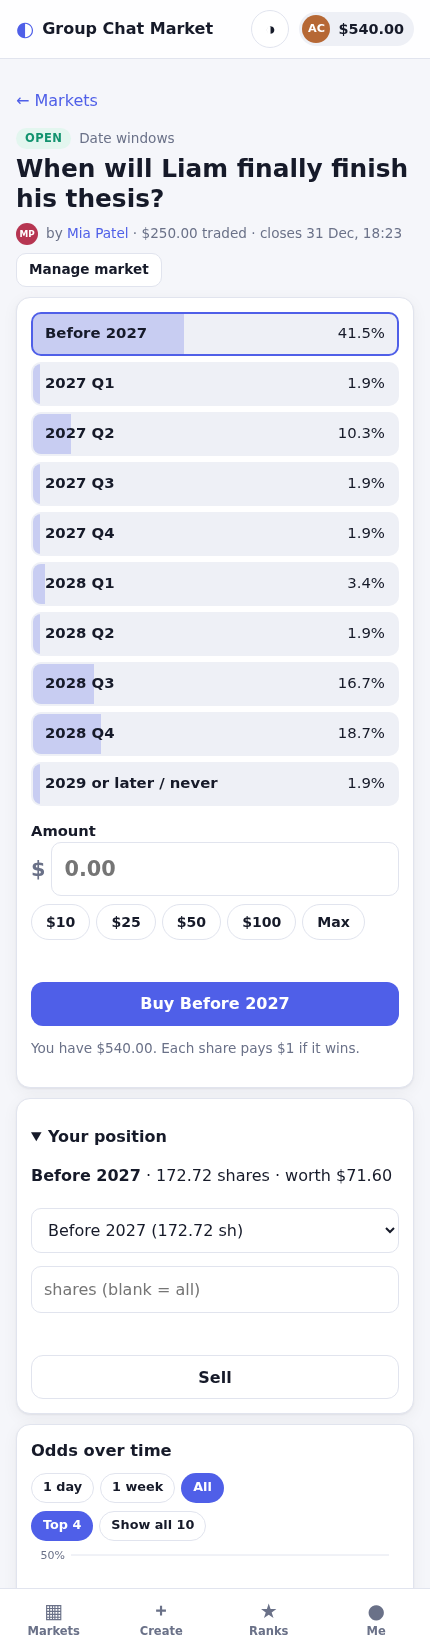 Group Chat Market
AC $540.00
← Markets
OPEN Date windows
When will Liam finally finish
his thesis?
MP by Mia Patel · $250.00 traded · closes 31 Dec, 18:23
Manage market
Before 2027 41.5%
2027 Q1 1.9%
2027 Q2 10.3%
2027 Q3 1.9%
2027 Q4 1.9%
2028 Q1 3.4%
2028 Q2 1.9%
2028 Q3 16.7%
2028 Q4 18.7%
2029 or later / never 1.9%
Amount
$ 0.00
$10 $25 $50 $100 Max
Buy Before 2027
You have $540.00. Each share pays $1 if it wins.
▼ Your position
Before 2027 · 172.72 shares · worth $71.60
Before 2027 (172.72 sh)
shares (blank = all)
Sell
Odds over time
1 day 1 week All
Top 4 Show all 10
50%
Markets Create Ranks Me